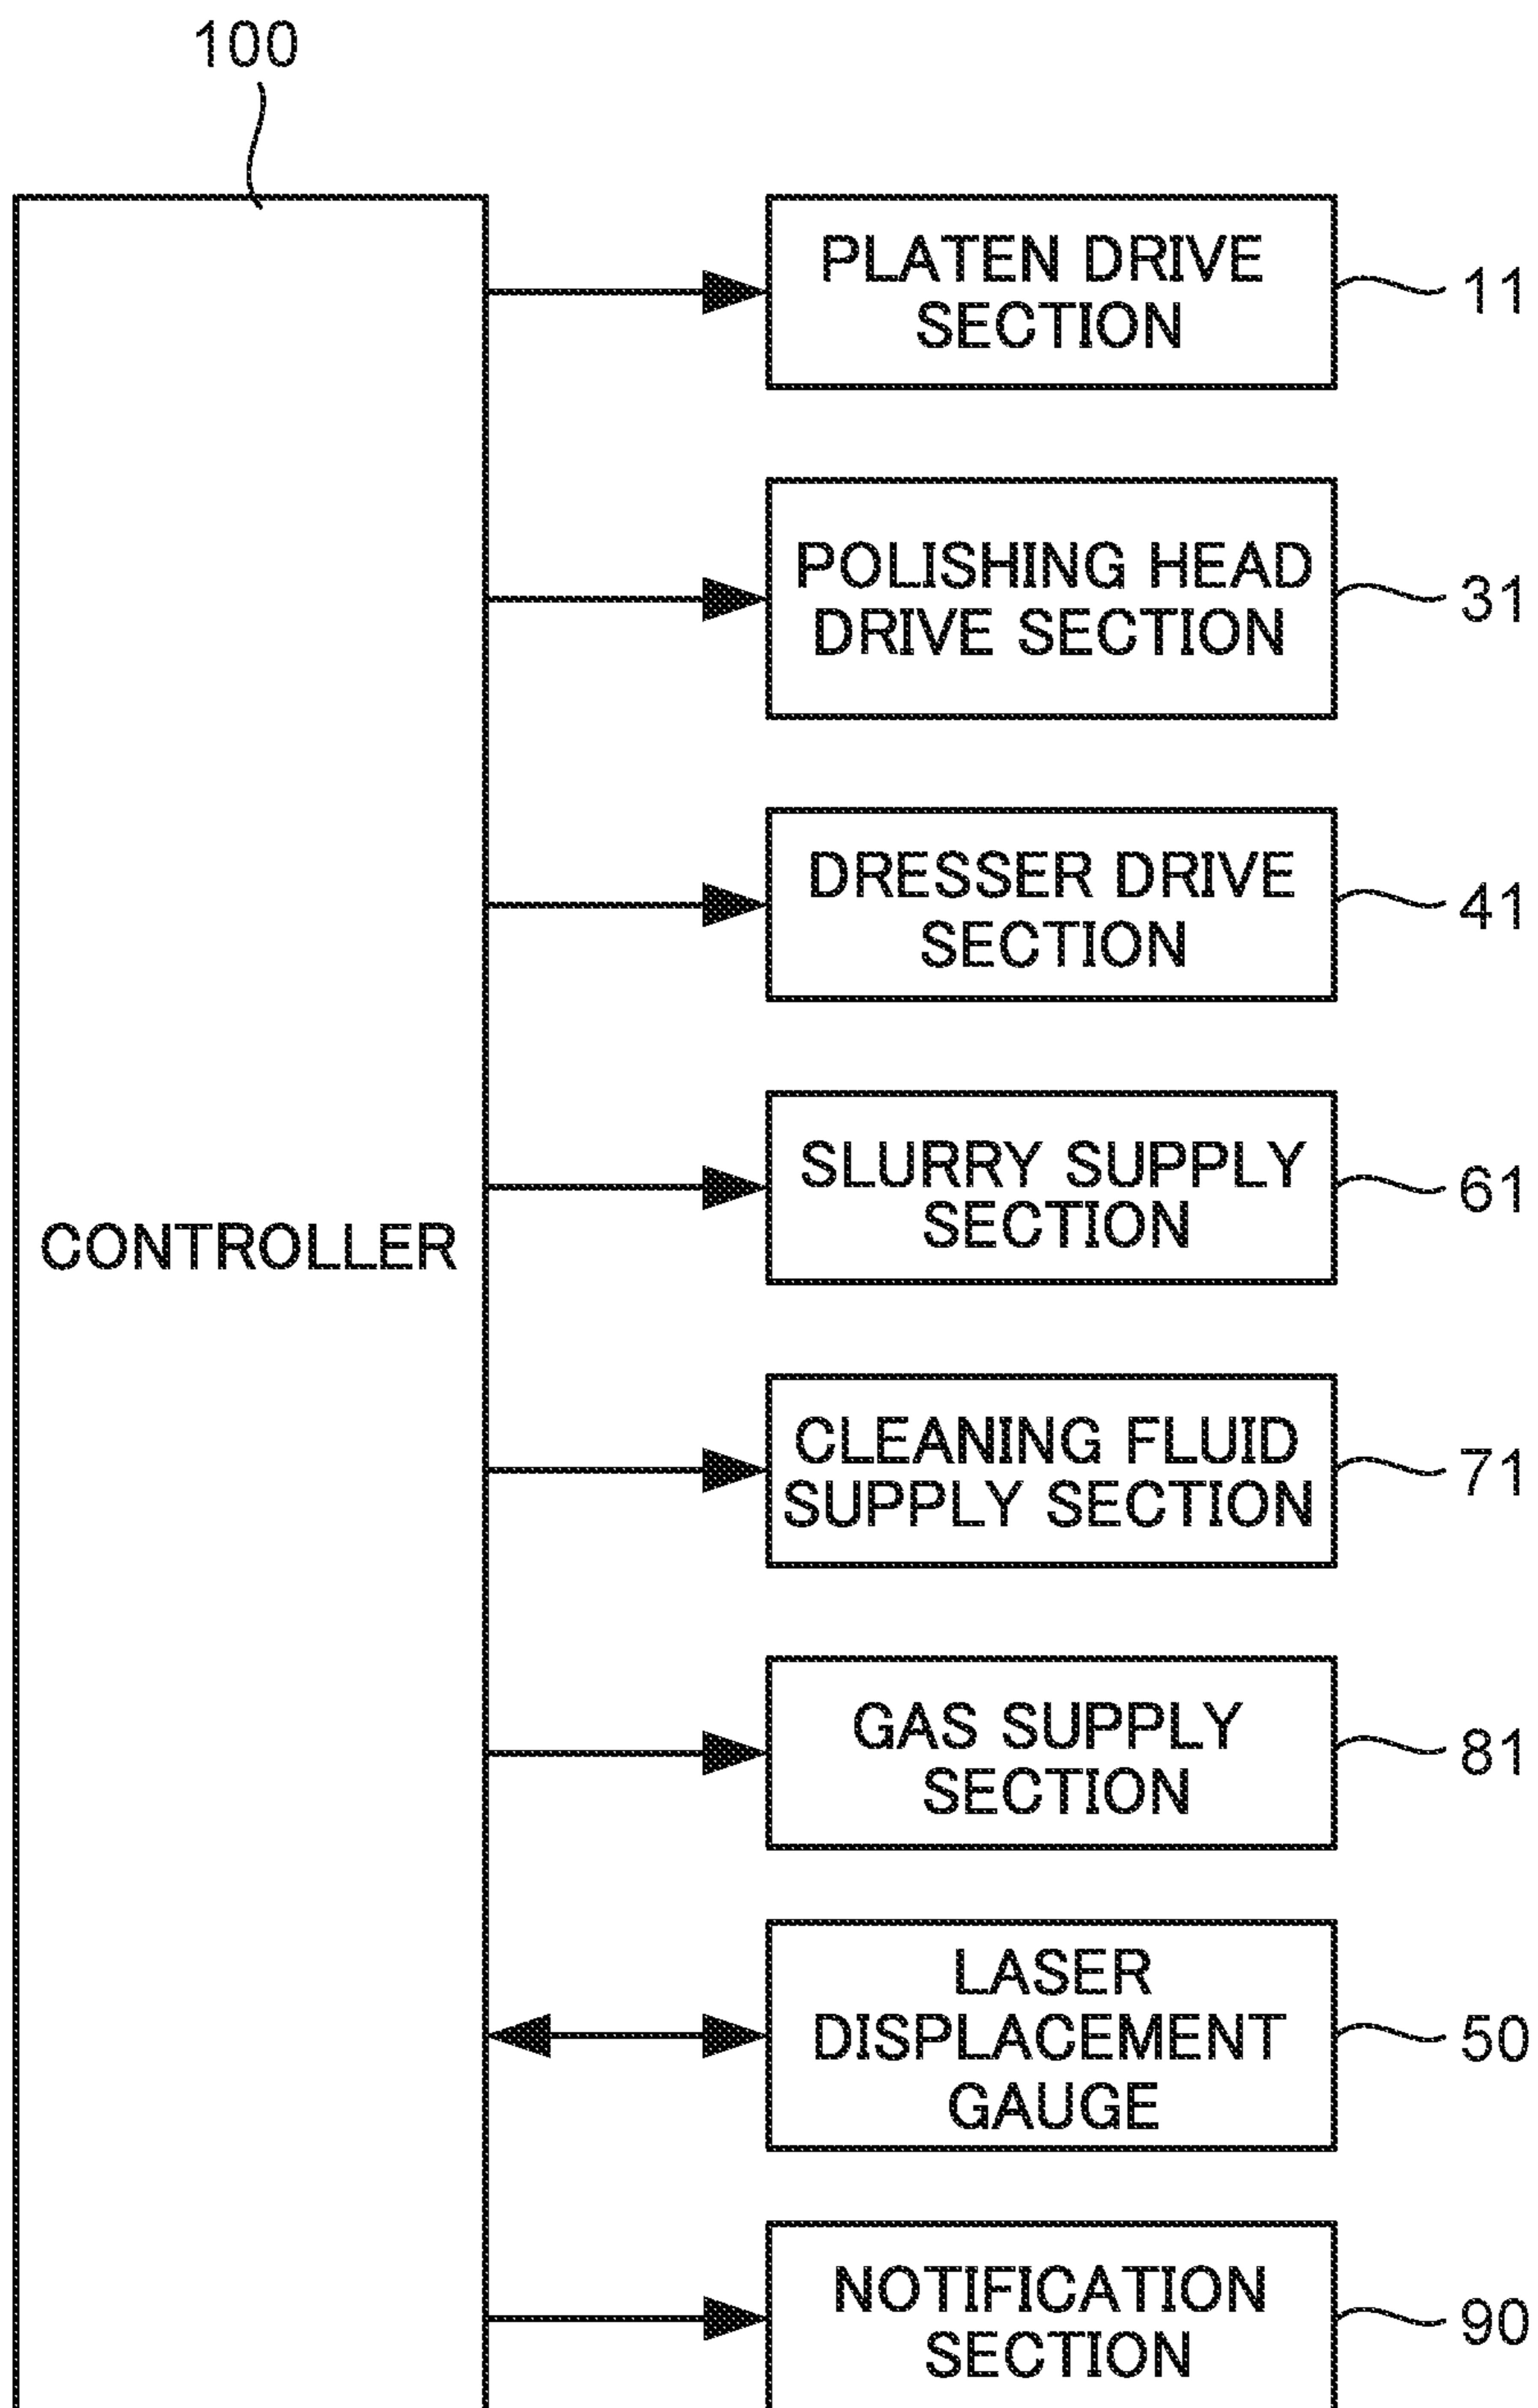 100
PLATEN DRIVE
SECTION
11
POLISHING HEAD
DRIVE SECTION
31
DRESSER DRIVE
SECTION
41
SLURRY SUPPLY
SECTION
61
CONTROLLER
CLEANING FLUID
SUPPLY SECTION
71
GAS SUPPLY
SECTION
81
LASER
DISPLACEMENT
GAUGE
50
NOTIFICATION
SECTION
90